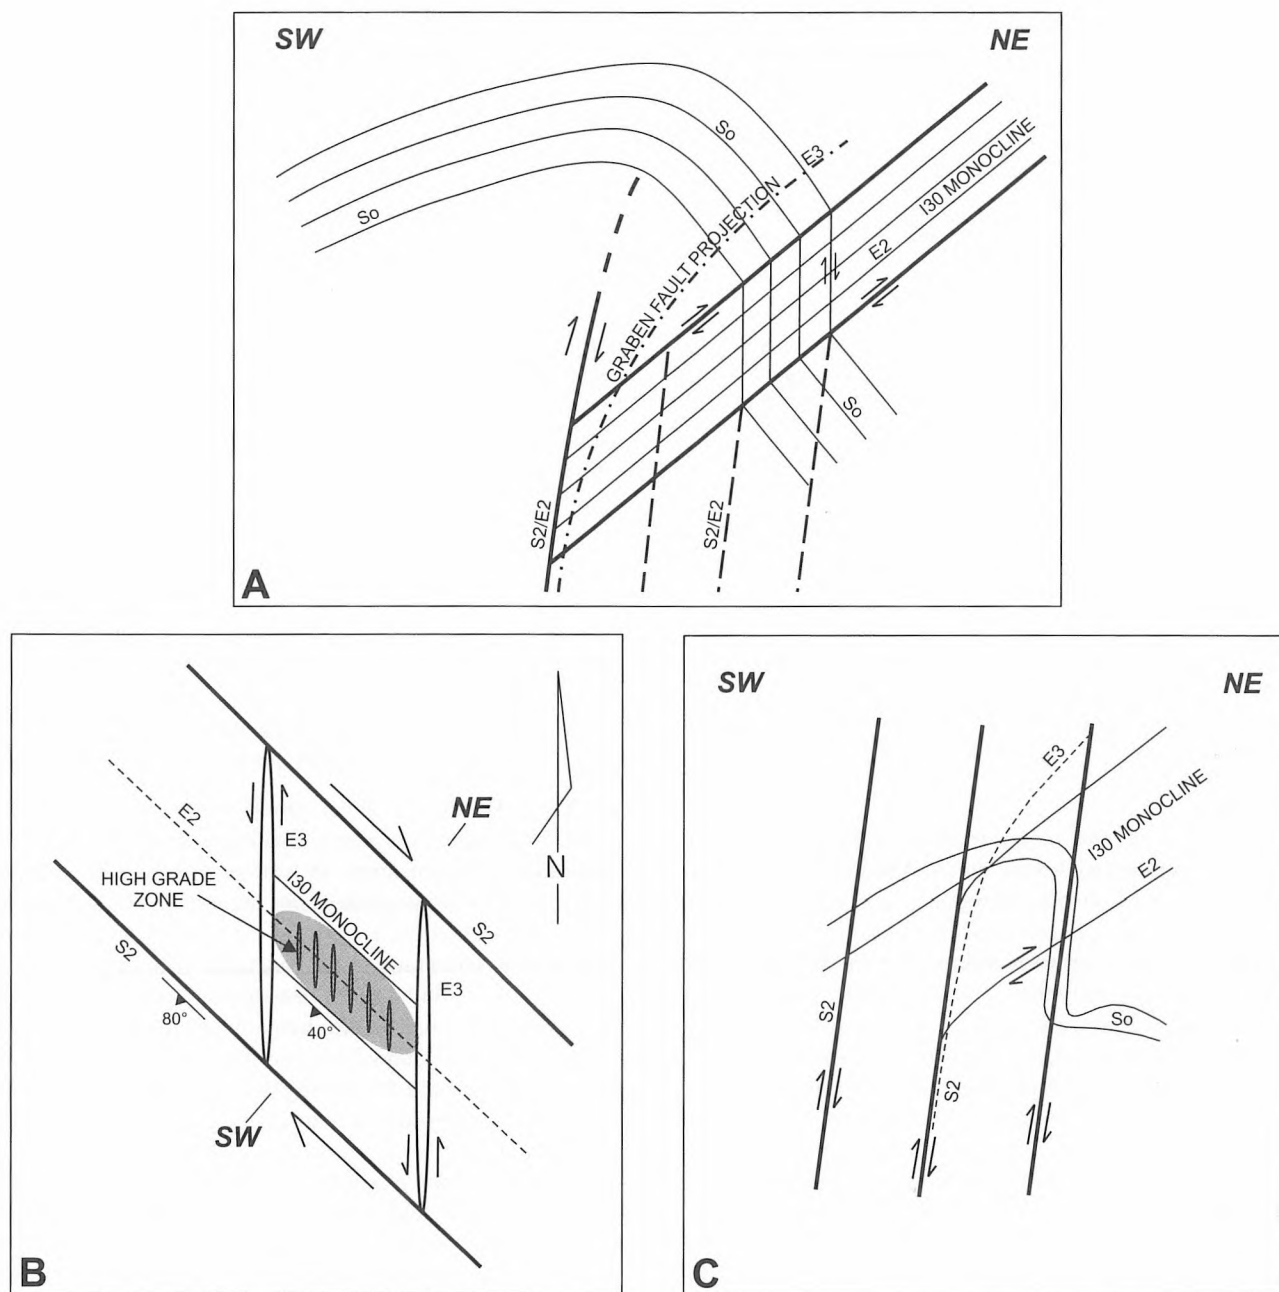 SW
NE
So
E3
I30 MONOCLINE
So
GRABEN FAULT PROJECTION
E2
So
S2/E2
S2/E2
A
NE
E2
E3
N
HIGH GRADE
ZONE
I30 MONOCLINE
S2
S2
E3
80°
40°
SW
B
SW
NE
E3
I30 MONOCLINE
E2
S2
So
S2
C